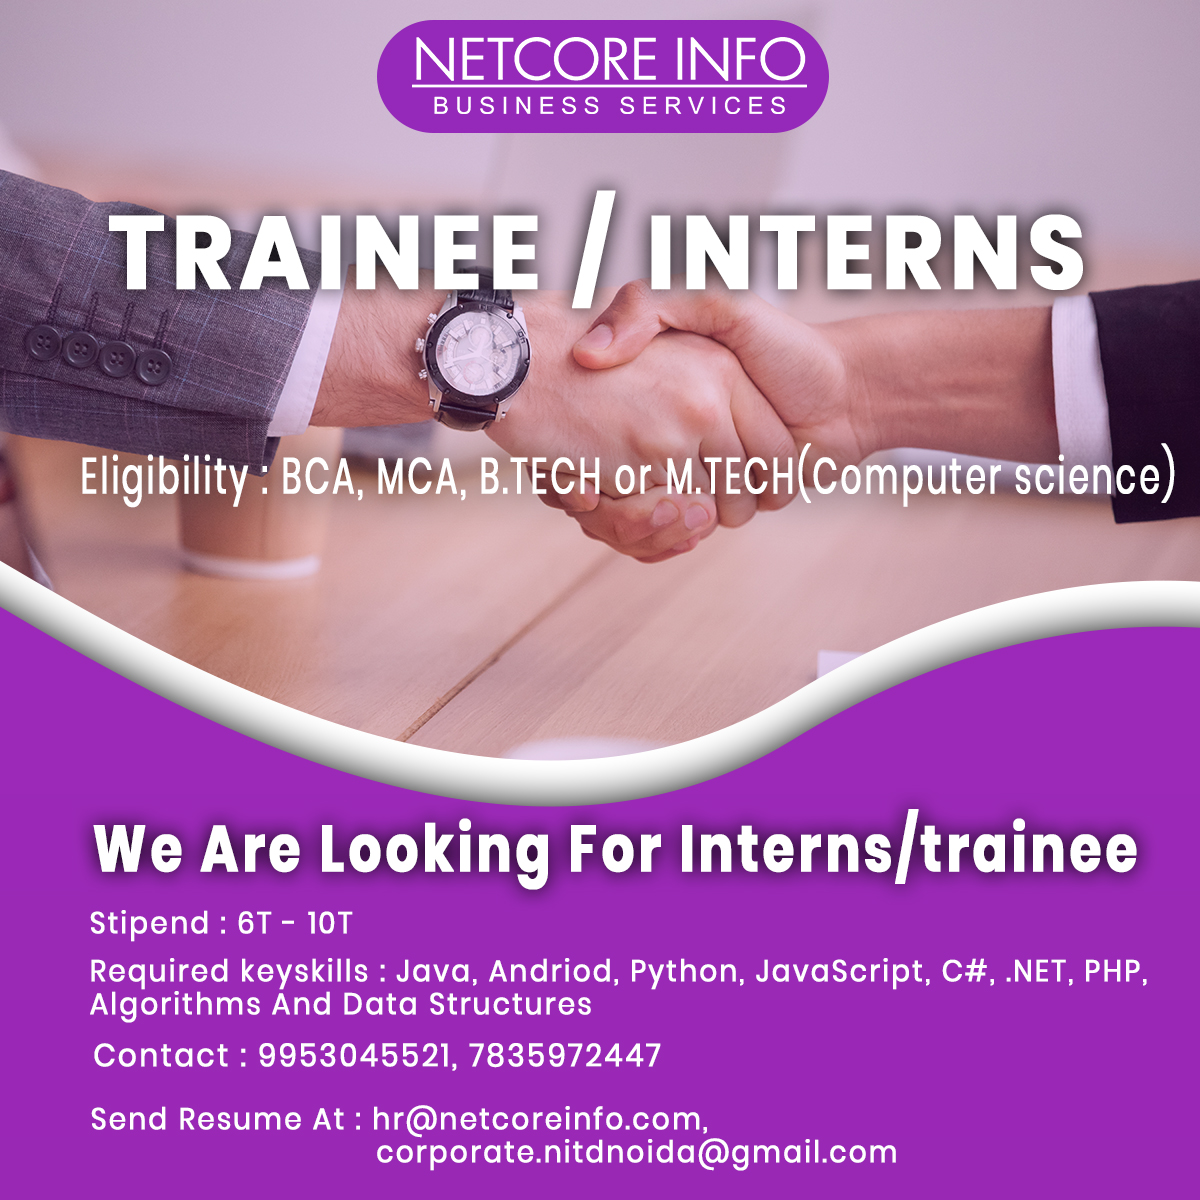 NETCORE INFO
BUSINESS SERVICES
TRAINEE / INTERNS
Eligibility : BCA, MCA, B.TECH or M.TECH(Computer science)
We Are Looking For Interns/trainee
Stipend : 6T - 10T
Required keyskills : Java, Andriod, Python, JavaScript, C#, .NET, PHP,
Algorithms And Data Structures
Contact : 9953045521, 7835972447
Send Resume At : hr@netcoreinfo.com,
corporate.nitdnoida@gmail.com